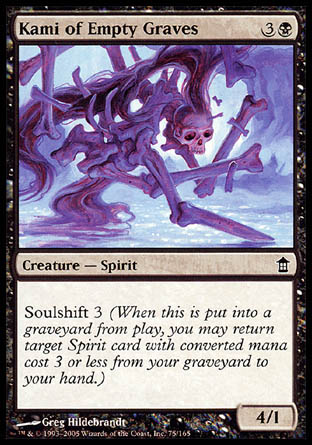 Kami of Empty Graves 3
Creature — Spirit
Soulshift 3 (When this is put into a
graveyard from play, you may return
target Spirit card with converted mana
cost 3 or less from your graveyard to
your hand.)
Greg Hildebrandt
™ & © 1993–2005 Wizards of the Coast, Inc. 75/165
4/1